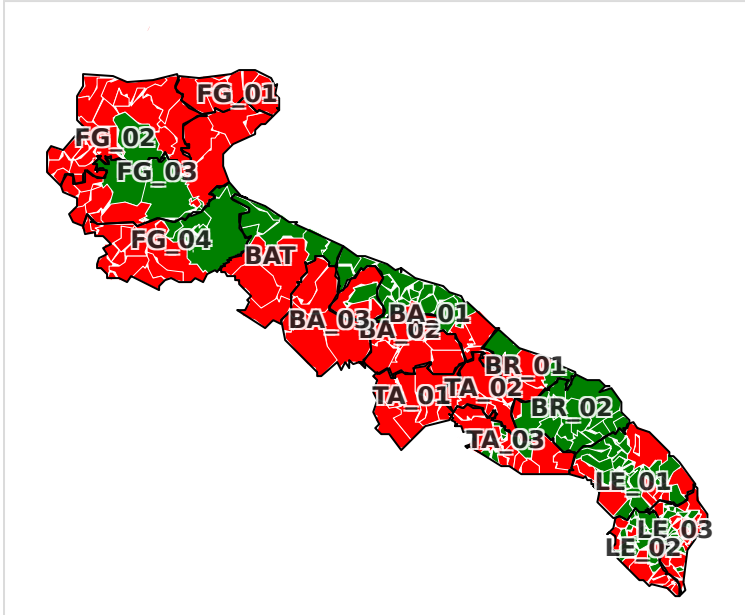 FG_01
FG_02
FG_03
FG_04
BAT
BA_01
BA_03
BA_02
BR_01
TA_02
TA_01
BR_02
TA_03
LE_01
LE_03
LE_02